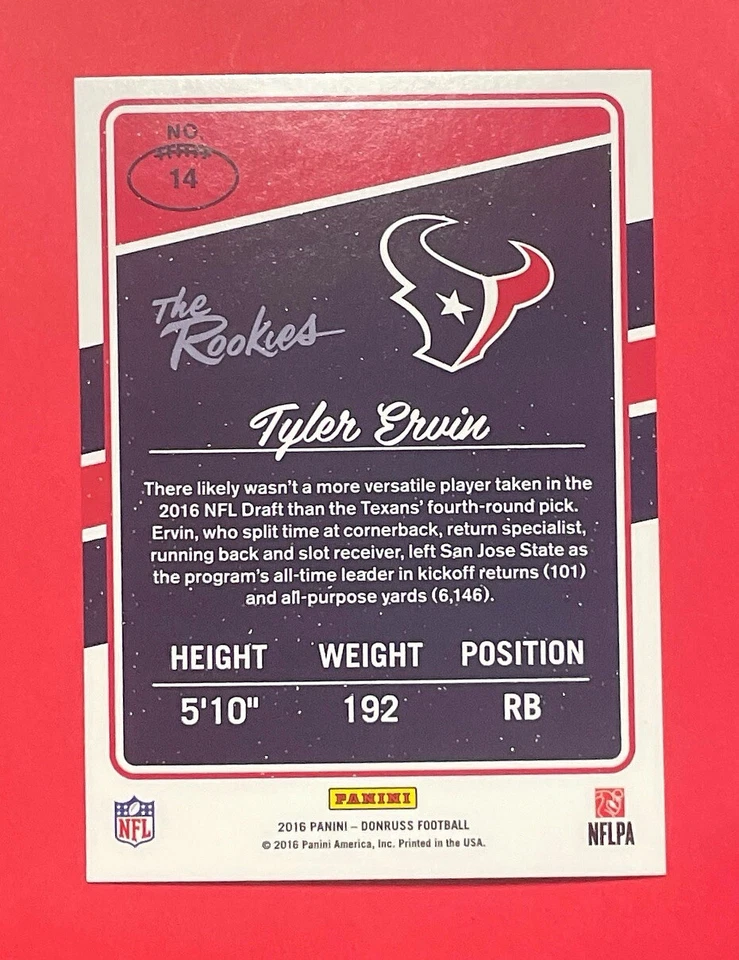 NO.
14
The
Rookies
Tyler Ervin
There likely wasn't a more versatile player taken in the
2016 NFL Draft than the Texans' fourth-round pick.
Ervin, who split time at cornerback, return specialist,
running back and slot receiver, left San Jose State as
the program's all-time leader in kickoff returns (101)
and all-purpose yards (6,146).
HEIGHT WEIGHT POSITION
5'10" 192 RB
PANINI
NFL
2016 PANINI – DONRUSS FOOTBALL
© 2016 Panini America, Inc. Printed in the USA.
NFLPA